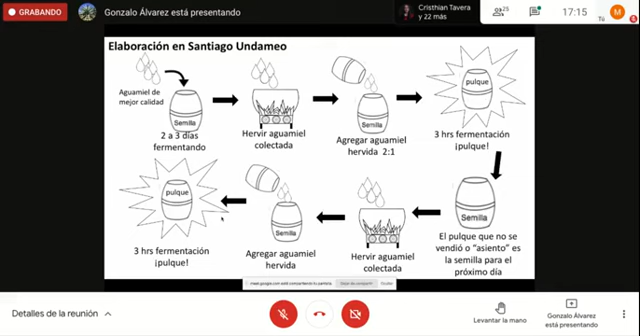 GRABANDO
Gonzalo Álvarez está presentando
Cristhian Tavera
y 22 más
25
17:15
Tú
M
Elaboración en Santiago Undameo
Aguamiel de
mejor calidad
Semilla
2 a 3 días
fermentando
Hervir aguamiel
colectada
Semilla
Agregar aguamiel
hervida 2:1
pulque
3 hrs fermentación
¡pulque!
pulque
3 hrs fermentación
¡pulque!
Semilla
Agregar aguamiel
hervida
Hervir aguamiel
colectada
Semilla
El pulque que no se
vendió o "asiento" es
la semilla para el
próximo día
Detalles de la reunión
Levantar la mano
Gonzalo Álvarez
está presentando